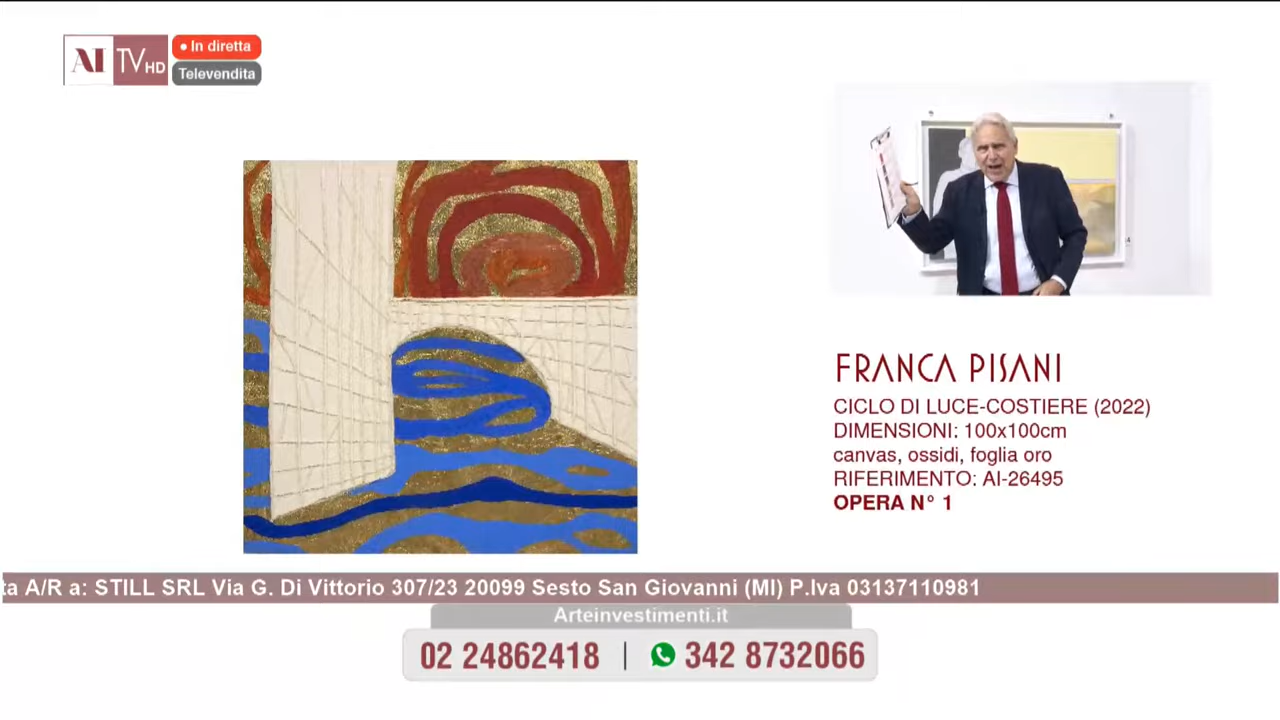 AI TV HD
● In diretta
Televendita
FRANCA PISANI
CICLO DI LUCE-COSTIERE (2022)
DIMENSIONI: 100x100cm
canvas, ossidi, foglia oro
RIFERIMENTO: AI-26495
OPERA N° 1
ta A/R a: STILL SRL Via G. Di Vittorio 307/23 20099 Sesto San Giovanni (MI) P.Iva 03137110981
Arteinvestimenti.it
02 24862418 | 342 8732066